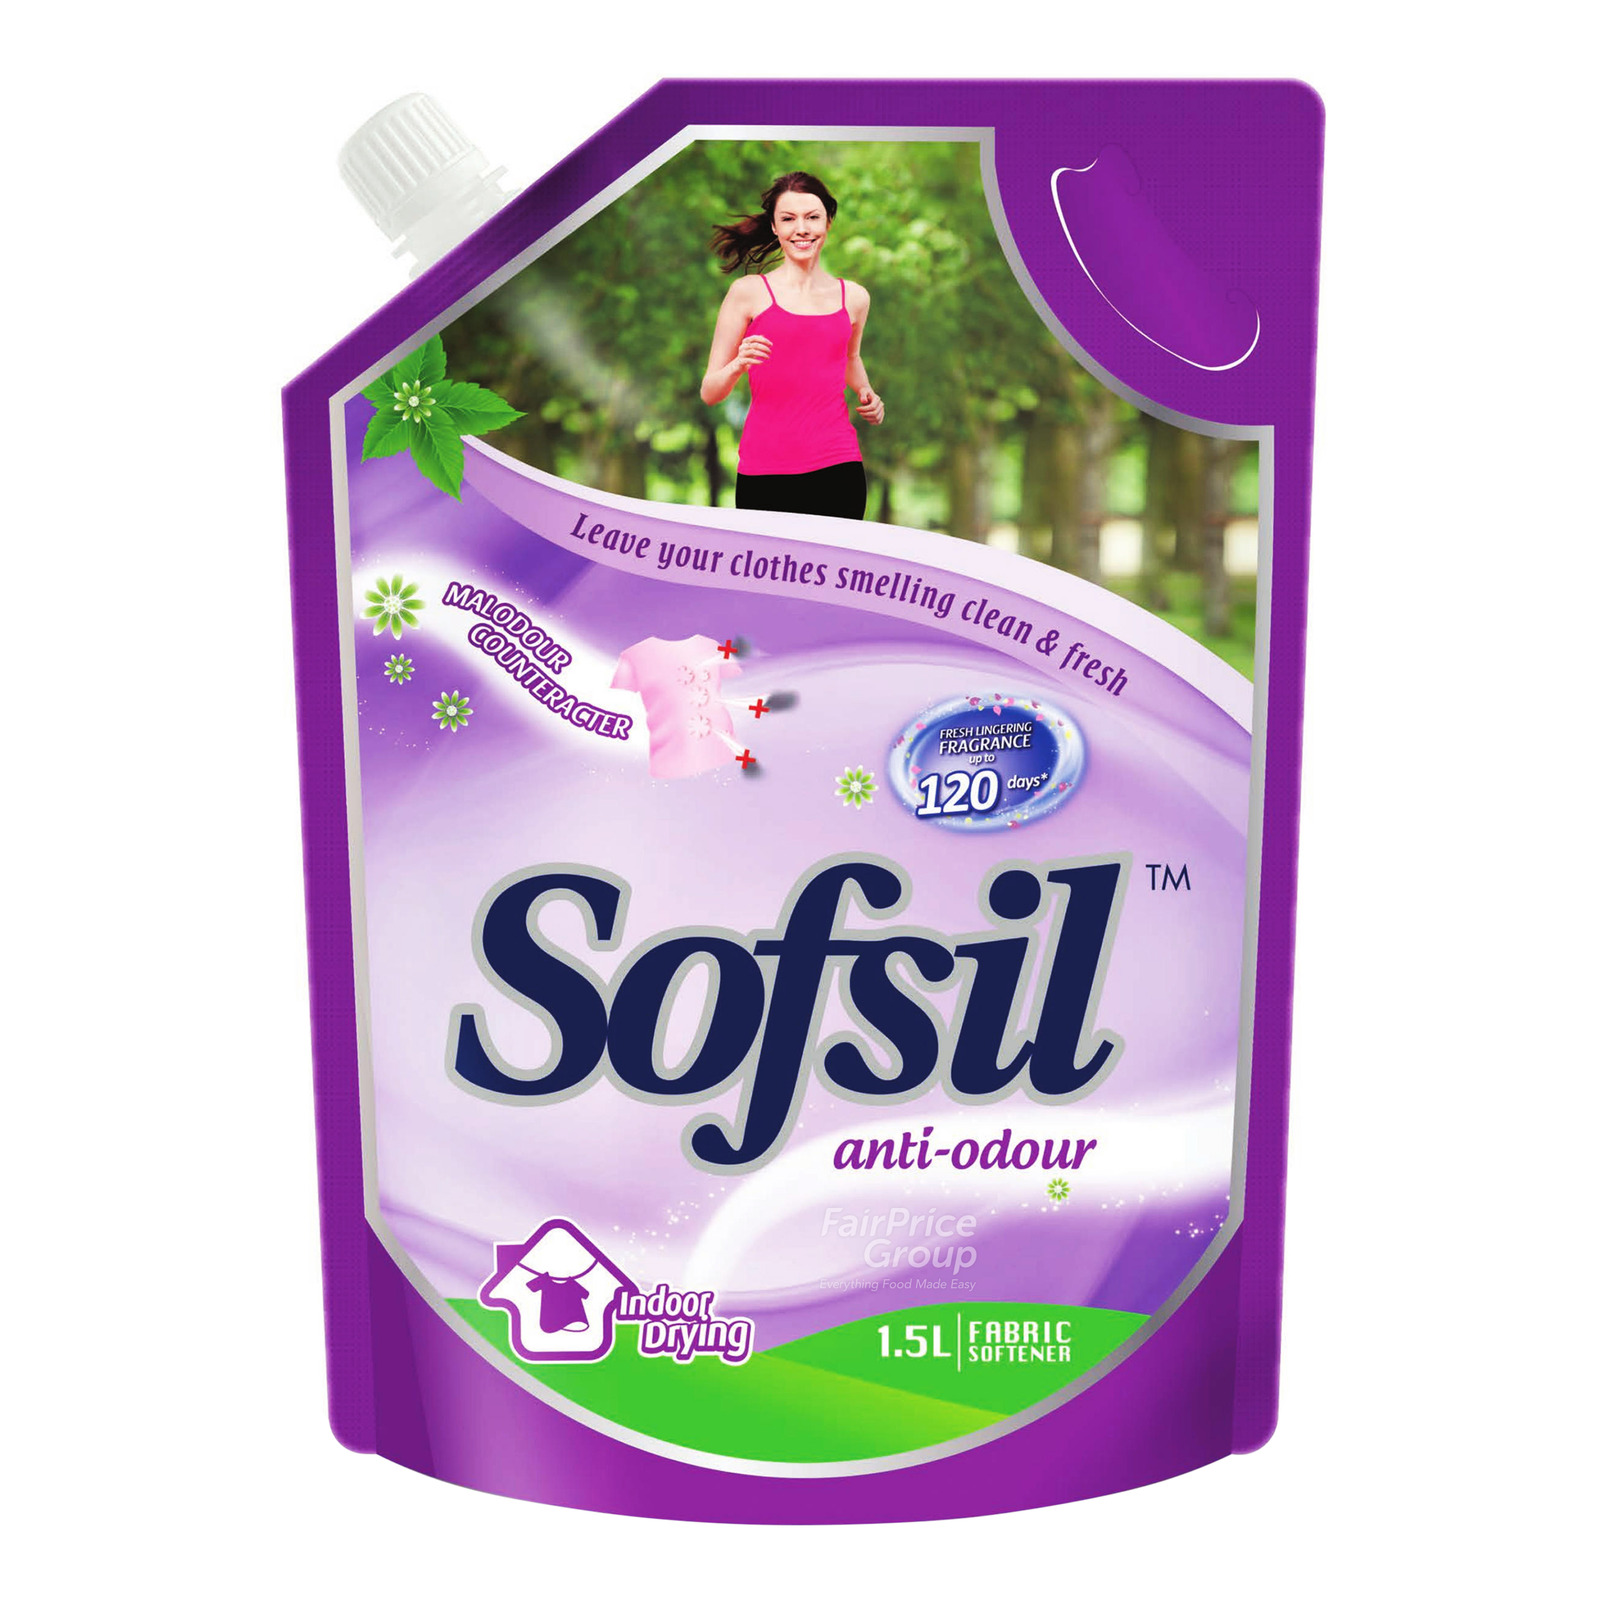 Leave your clothes smelling clean & fresh
MALODOUR
COUNTERACTER
FRESH LINGERING
FRAGRANCE
up to
120 days*
Sofsil TM
anti-odour
FairPrice
Group
Everything Food Made Easy
Indoor
Drying
1.5L FABRIC
SOFTENER